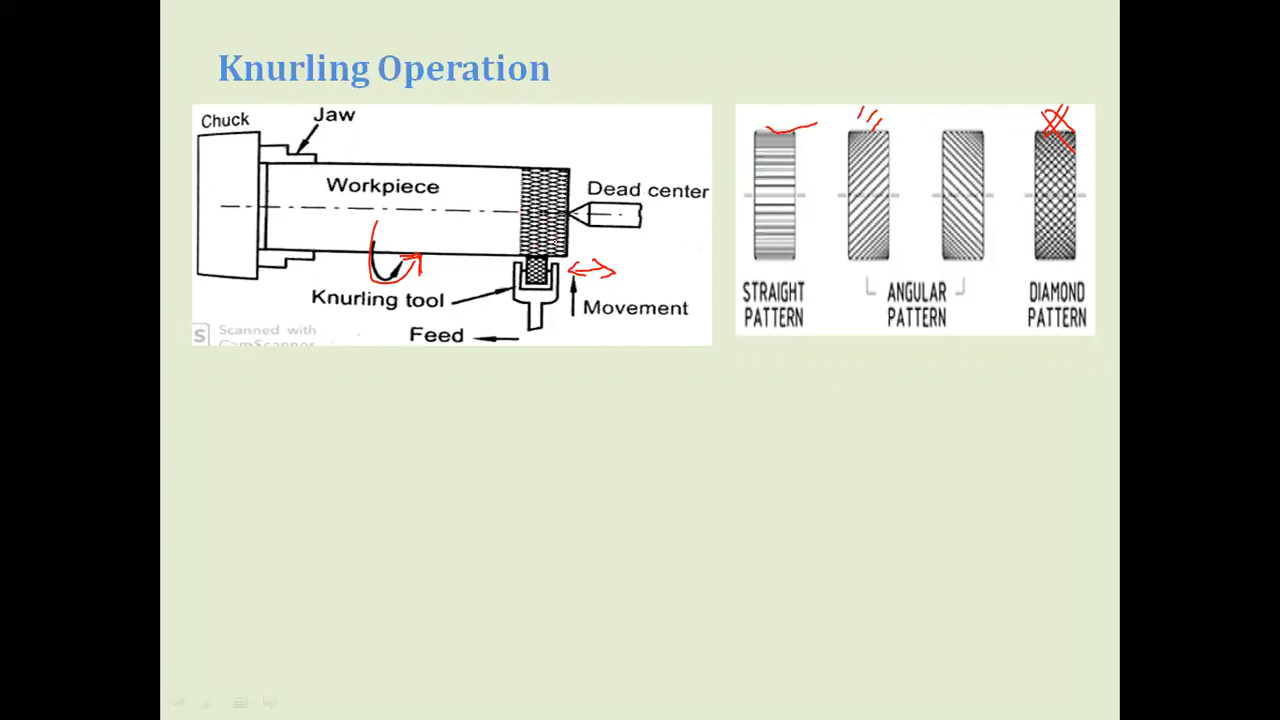 Knurling Operation
Chuck
Jaw
Workpiece
Dead center
Knurling tool
Movement
Feed
S Scanned with
CamScanner
STRAIGHT
PATTERN
ANGULAR
PATTERN
DIAMOND
PATTERN